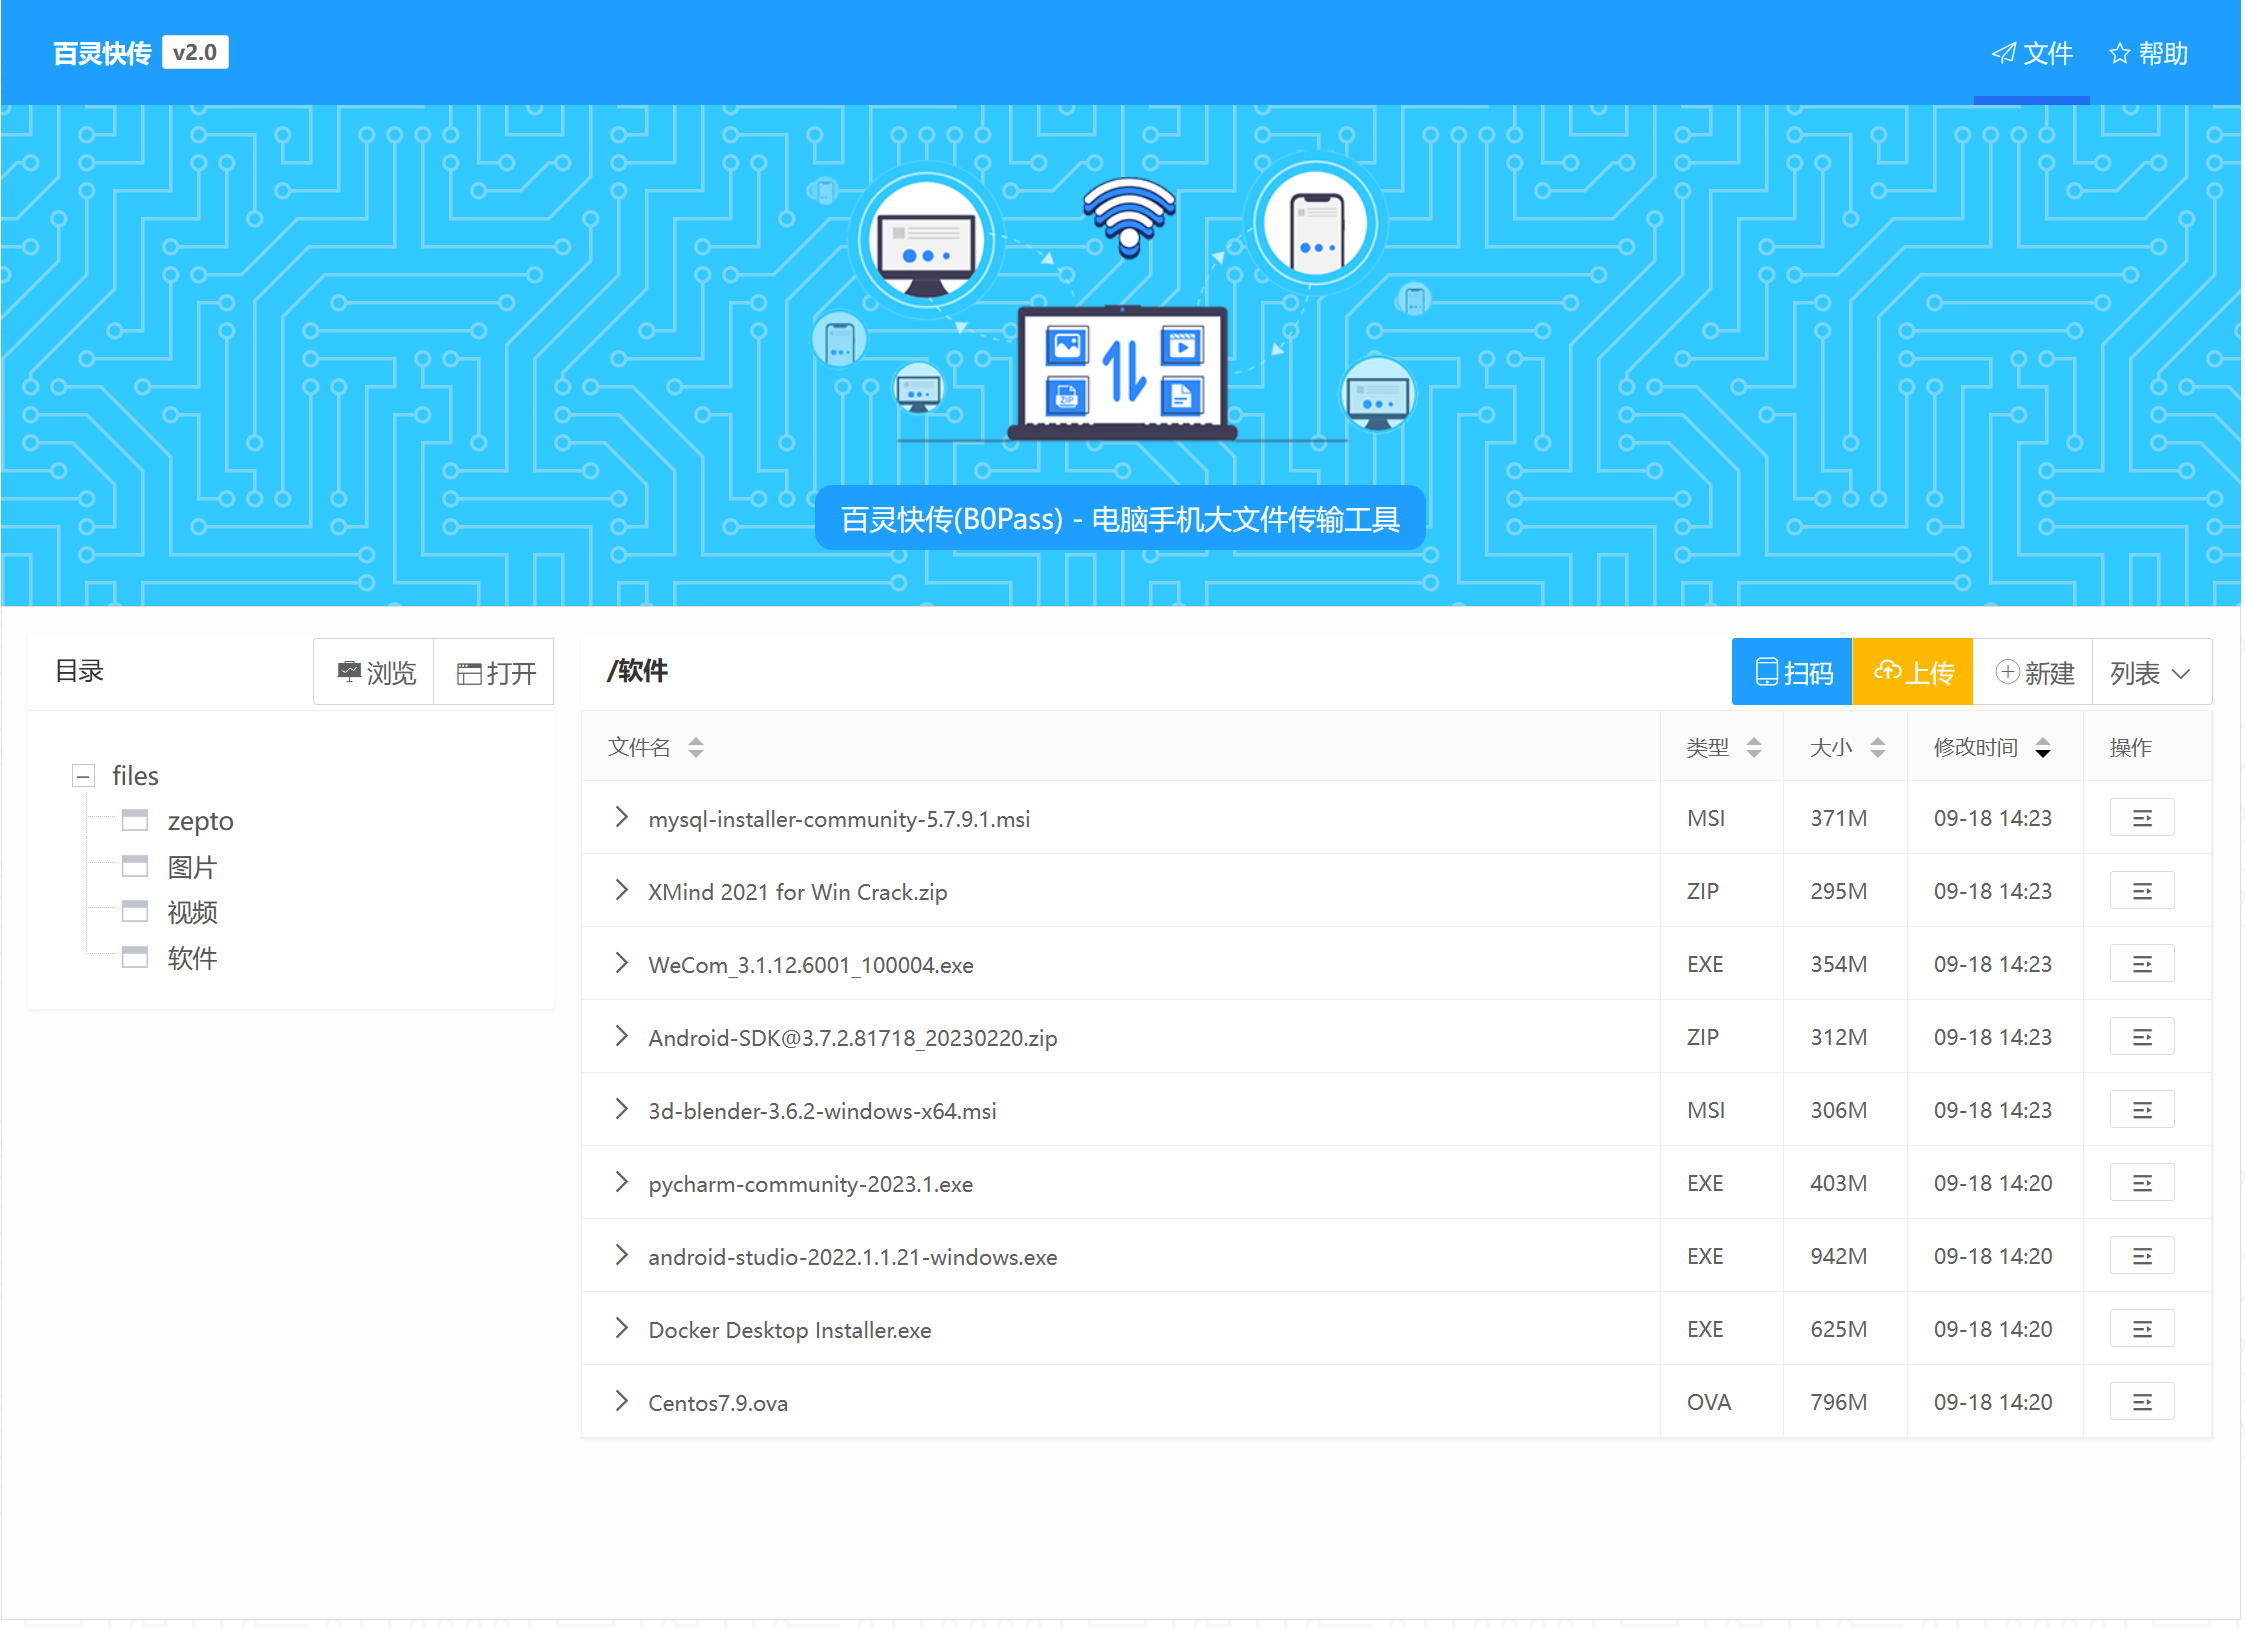 百灵快传 v2.0
文件 帮助
ZIP
百灵快传(B0Pass) - 电脑手机大文件传输工具
目录 浏览 打开
files
zepto
图片
视频
软件
/软件 扫码 上传 新建 列表
文件名 类型 大小 修改时间 操作
mysql-installer-community-5.7.9.1.msi MSI 371M 09-18 14:23
XMind 2021 for Win Crack.zip ZIP 295M 09-18 14:23
WeCom_3.1.12.6001_100004.exe EXE 354M 09-18 14:23
Android-SDK@3.7.2.81718_20230220.zip ZIP 312M 09-18 14:23
3d-blender-3.6.2-windows-x64.msi MSI 306M 09-18 14:23
pycharm-community-2023.1.exe EXE 403M 09-18 14:20
android-studio-2022.1.1.21-windows.exe EXE 942M 09-18 14:20
Docker Desktop Installer.exe EXE 625M 09-18 14:20
Centos7.9.ova OVA 796M 09-18 14:20